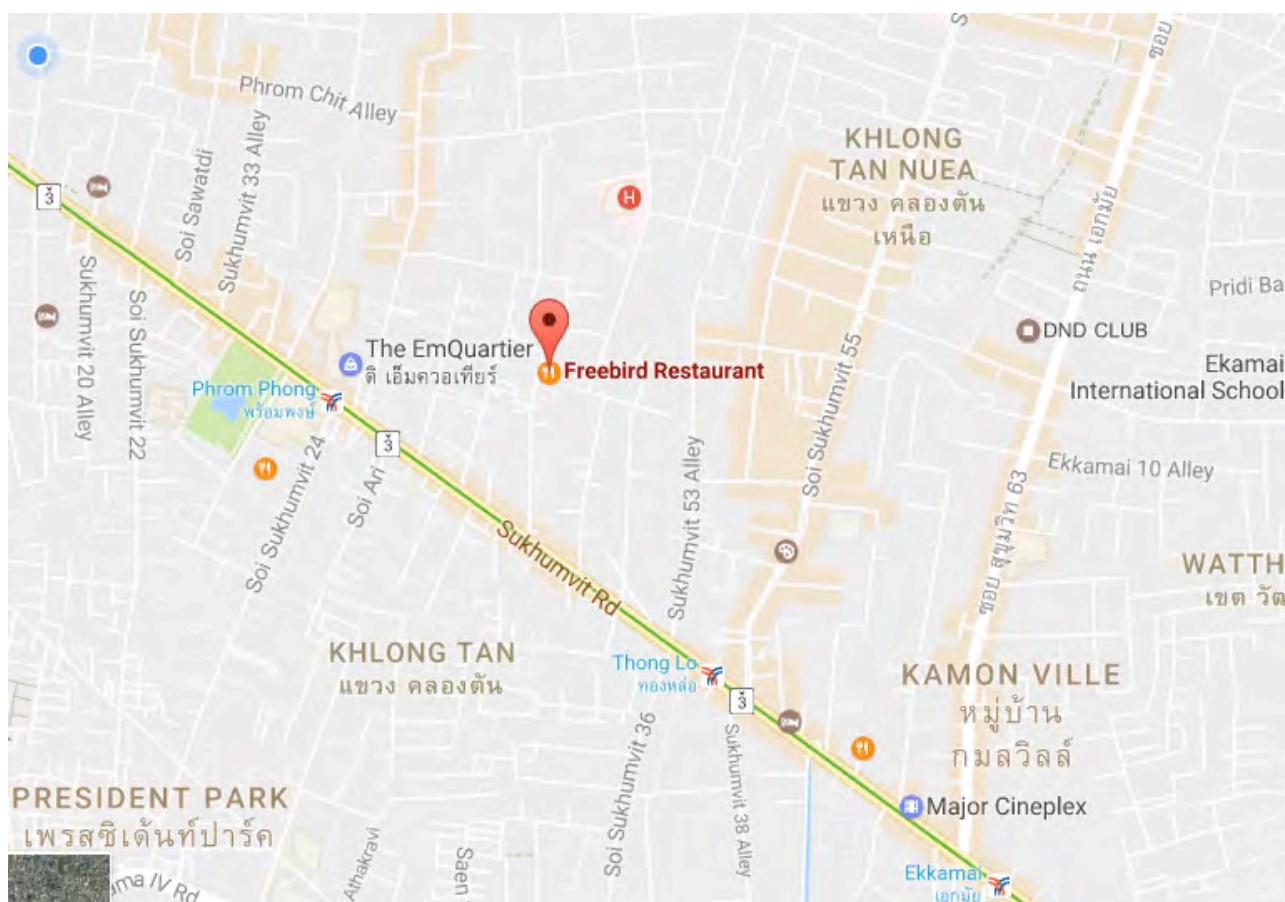 Phrom Chit Alley
Soi Sawatdi
Sukhumvit 33 Alley
KHLONG
TAN NUEA
แขวง คลองตัน
เหนือ
ซอย
ถนน เอกมัย
3
Sukhumvit 20 Alley
Soi Sukhumvit 22
H
Pridi Ba
DND CLUB
Ekamai
International School
The EmQuartier
ดิ เอ็มควอเทียร์
Freebird Restaurant
Phrom Phong
พร้อมพงษ์
3
Soi Sukhumvit 24
Soi Ari
Soi Sukhumvit 55
Sukhumvit 53 Alley
Ekkamai 10 Alley
ซอย สุขุมวิท 63
Sukhumvit Rd
WATTH
เขต วัต
KHLONG TAN
แขวง คลองตัน
Thong Lo
ทองหล่อ
3
KAMON VILLE
หมู่บ้าน
กมลวิลล์
Soi Sukhumvit 36
Sukhumvit 38 Alley
PRESIDENT PARK
เพรสซิเด้นท์ปาร์ค
Major Cineplex
Athakravi
Saen
Ekkamai
เอกมัย
uma IV Rd